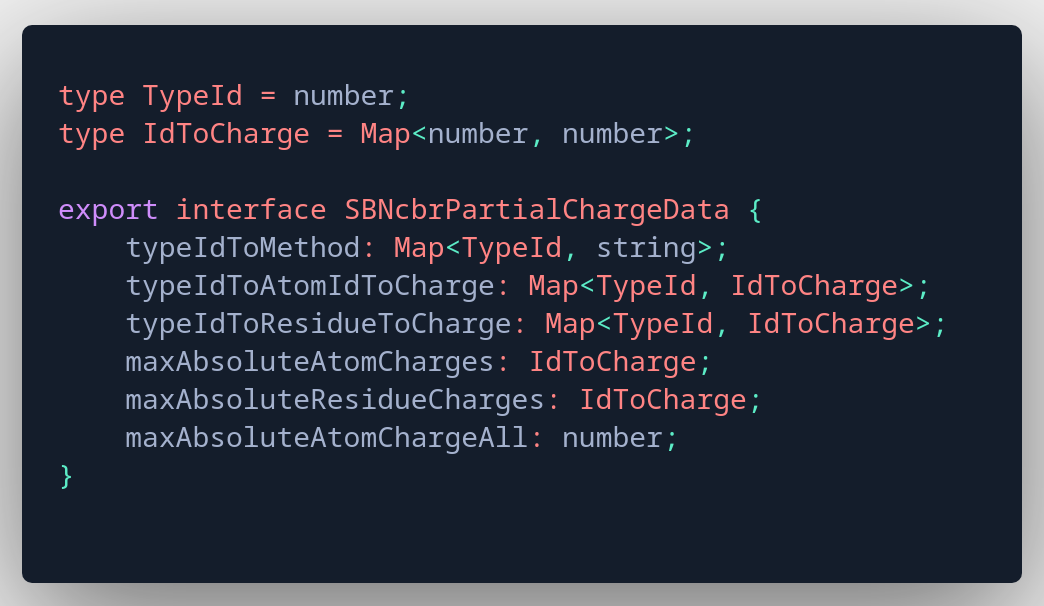 type TypeId = number;
type IdToCharge = Map<number, number>;

export interface SBNcbrPartialChargeData {
    typeIdToMethod: Map<TypeId, string>;
    typeIdToAtomIdToCharge: Map<TypeId, IdToCharge>;
    typeIdToResidueToCharge: Map<TypeId, IdToCharge>;
    maxAbsoluteAtomCharges: IdToCharge;
    maxAbsoluteResidueCharges: IdToCharge;
    maxAbsoluteAtomChargeAll: number;
}